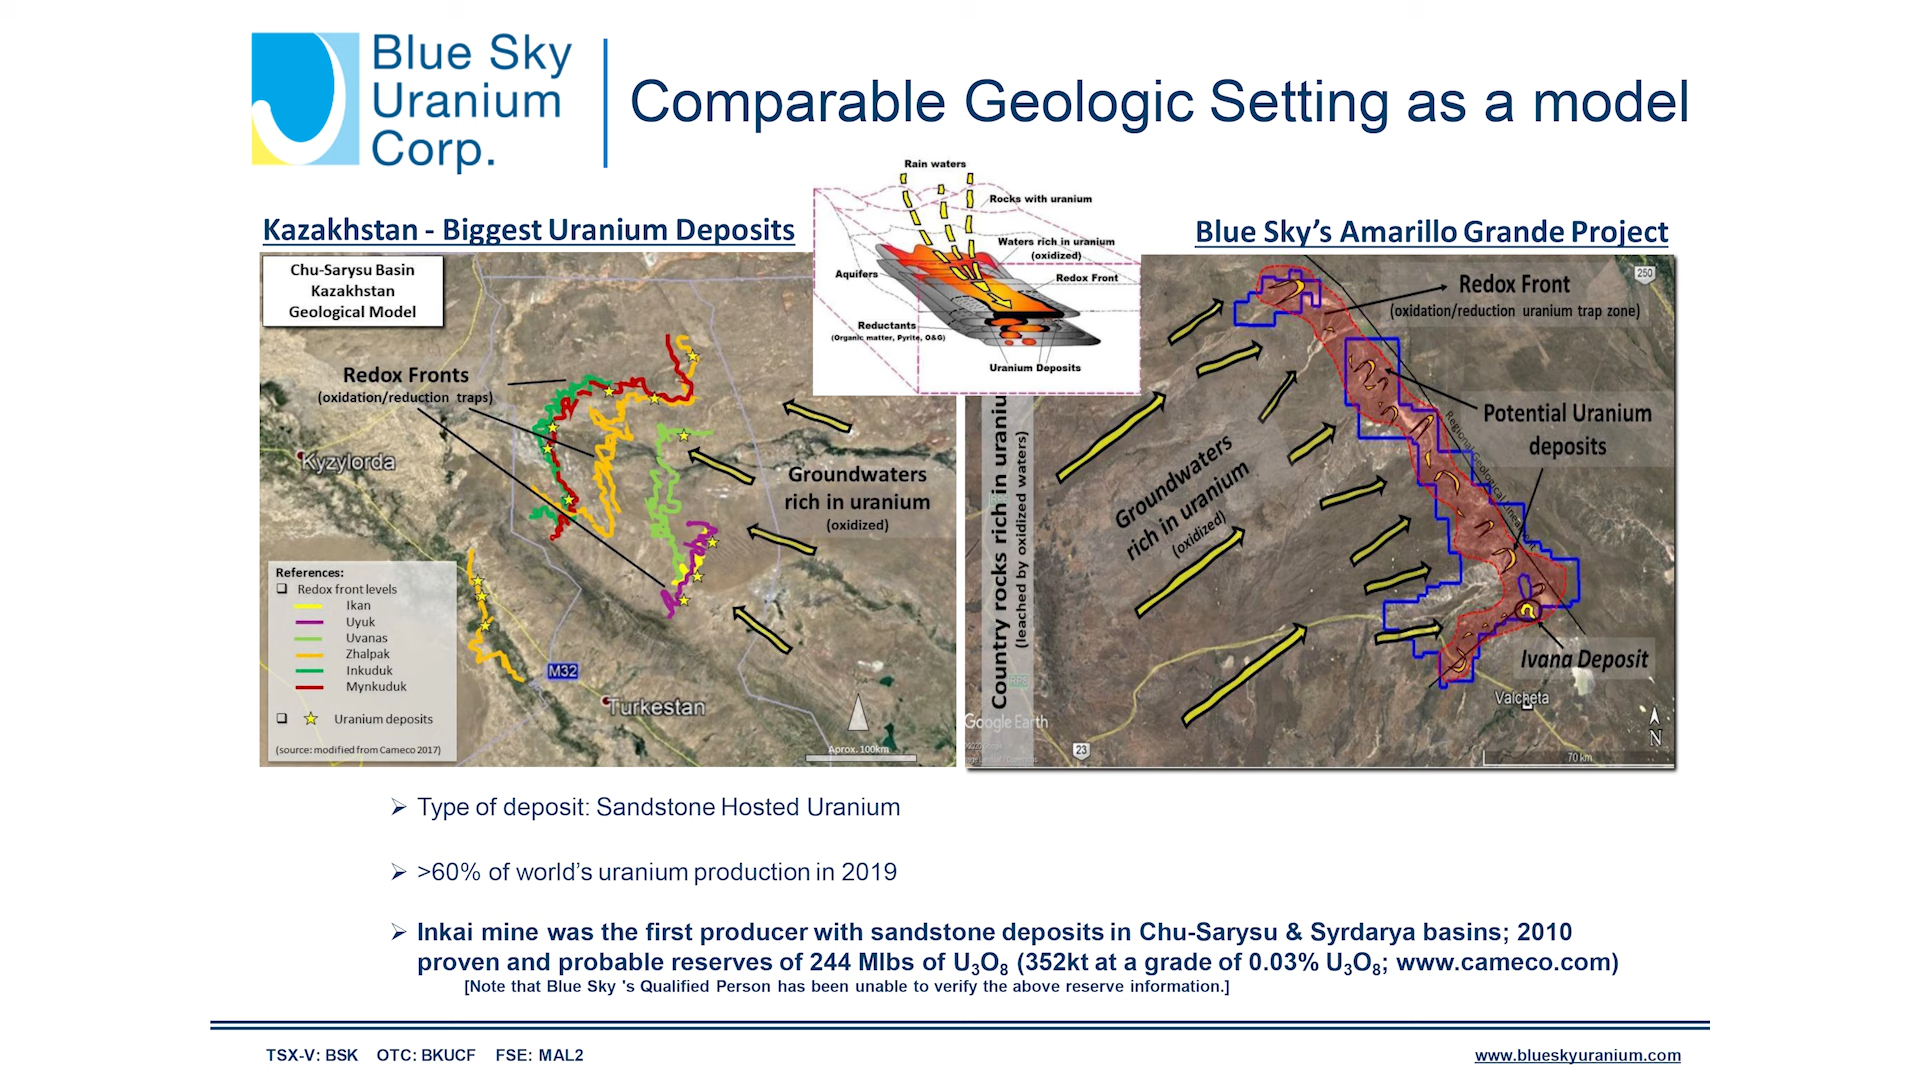 Blue Sky
Uranium
Corp.
Comparable Geologic Setting as a model
Kazakhstan - Biggest Uranium Deposits
Chu-Sarysu Basin
Kazakhstan
Geological Model
Redox Fronts
(oxidation/reduction traps)
Kyzylorda
Groundwaters
rich in uranium
(oxidized)
References:
Redox front levels
Ikan
Uyuk
Uvanas
Zhalpak
Inkuduk
Mynkuduk
Uranium deposits
(source: modified from Cameco 2017)
M32
Turkestan
Aprox. 100km
Rain waters
Rocks with uranium
Waters rich in uranium
(oxidized)
Aquifers
Redox Front
Reductants
(Organic matter, Pyrite, O&G)
Uranium Deposits
Blue Sky’s Amarillo Grande Project
250
Redox Front
(oxidation/reduction uranium trap zone)
Potential Uranium
deposits
Regional Geological Lineament
Groundwaters
rich in uranium
(oxidized)
Country rocks rich in uraniu
(leached by oxidized waters)
Ivana Deposit
Valcheta
RP8
Google Earth
23
N
70 km
➢ Type of deposit: Sandstone Hosted Uranium
➢ >60% of world’s uranium production in 2019
➢ Inkai mine was the first producer with sandstone deposits in Chu-Sarysu & Syrdarya basins; 2010
proven and probable reserves of 244 Mlbs of U₃O₈ (352kt at a grade of 0.03% U₃O₈; www.cameco.com)
[Note that Blue Sky 's Qualified Person has been unable to verify the above reserve information.]
TSX-V: BSK OTC: BKUCF FSE: MAL2
www.blueskyuranium.com